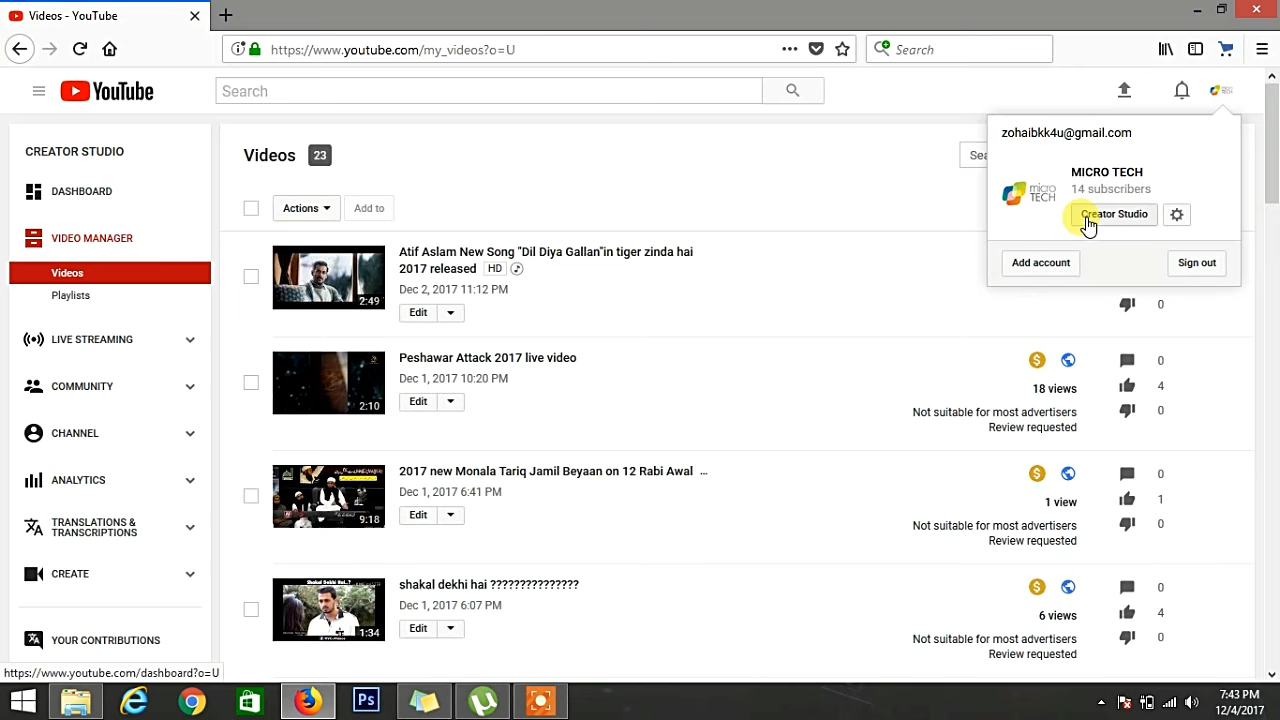 Videos - YouTube
https://www.youtube.com/my_videos?o=U
Search
YouTube
Search
zohaibkk4u@gmail.com
MICRO TECH
14 subscribers
micro TECH
Creator Studio
Add account
Sign out
CREATOR STUDIO
DASHBOARD
VIDEO MANAGER
Videos
Playlists
LIVE STREAMING
COMMUNITY
CHANNEL
ANALYTICS
TRANSLATIONS &
TRANSCRIPTIONS
CREATE
YOUR CONTRIBUTIONS
https://www.youtube.com/dashboard?o=U
Videos 23
Sea
Actions
Add to
Atif Aslam New Song "Dil Diya Gallan"in tiger zinda hai
2017 released HD
Dec 2, 2017 11:12 PM
2:49
Edit
0
Peshawar Attack 2017 live video
Dec 1, 2017 10:20 PM
2:10
Edit
18 views
Not suitable for most advertisers
Review requested
0
4
0
2017 new Monala Tariq Jamil Beyaan on 12 Rabi Awal ...
Dec 1, 2017 6:41 PM
9:18
Edit
1 view
Not suitable for most advertisers
Review requested
0
1
0
shakal dekhi hai ???????????????
Dec 1, 2017 6:07 PM
Shakal Dekhi Hai..?
1:34
Edit
6 views
Not suitable for most advertisers
Review requested
0
4
0
Ps
7:43 PM
12/4/2017